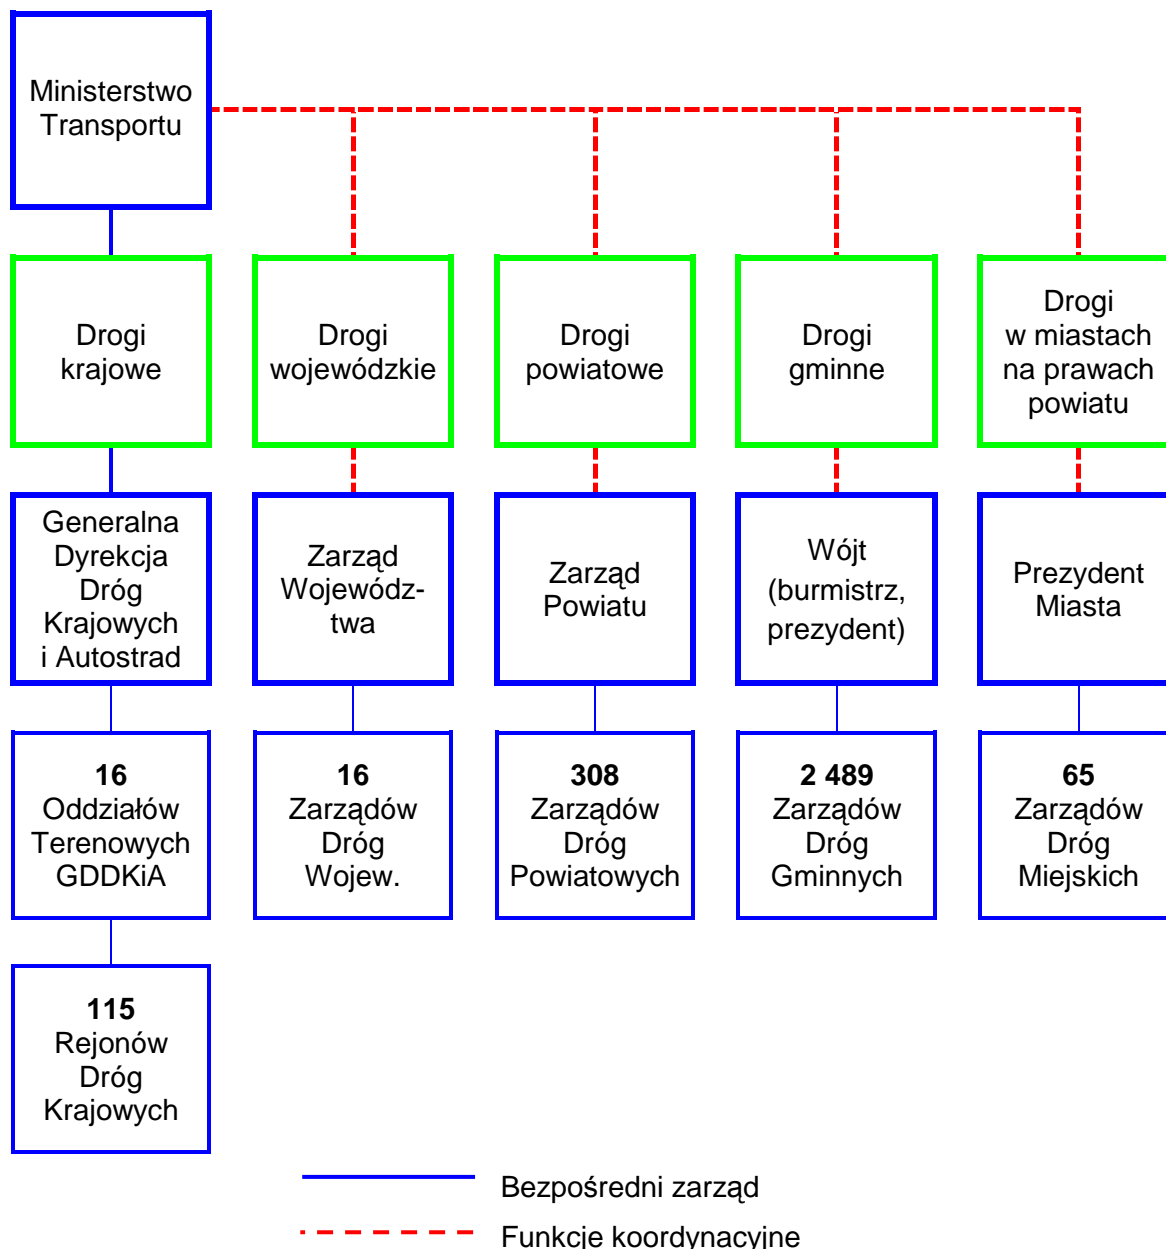 Ministerstwo
Transportu
Drogi
krajowe
Drogi
wojewódzkie
Drogi
powiatowe
Drogi
gminne
Drogi
w miastach
na prawach
powiatu
Generalna
Dyrekcja
Dróg
Krajowych
i Autostrad
Zarząd
Wojewódz-
twa
Zarząd
Powiatu
Wójt
(burmistrz,
prezydent)
Prezydent
Miasta
16
Oddziałów
Terenowych
GDDKiA
16
Zarządów
Dróg
Wojew.
308
Zarządów
Dróg
Powiatowych
2 489
Zarządów
Dróg
Gminnych
65
Zarządów
Dróg
Miejskich
115
Rejonów
Dróg
Krajowych
Bezpośredni zarząd
Funkcje koordynacyjne